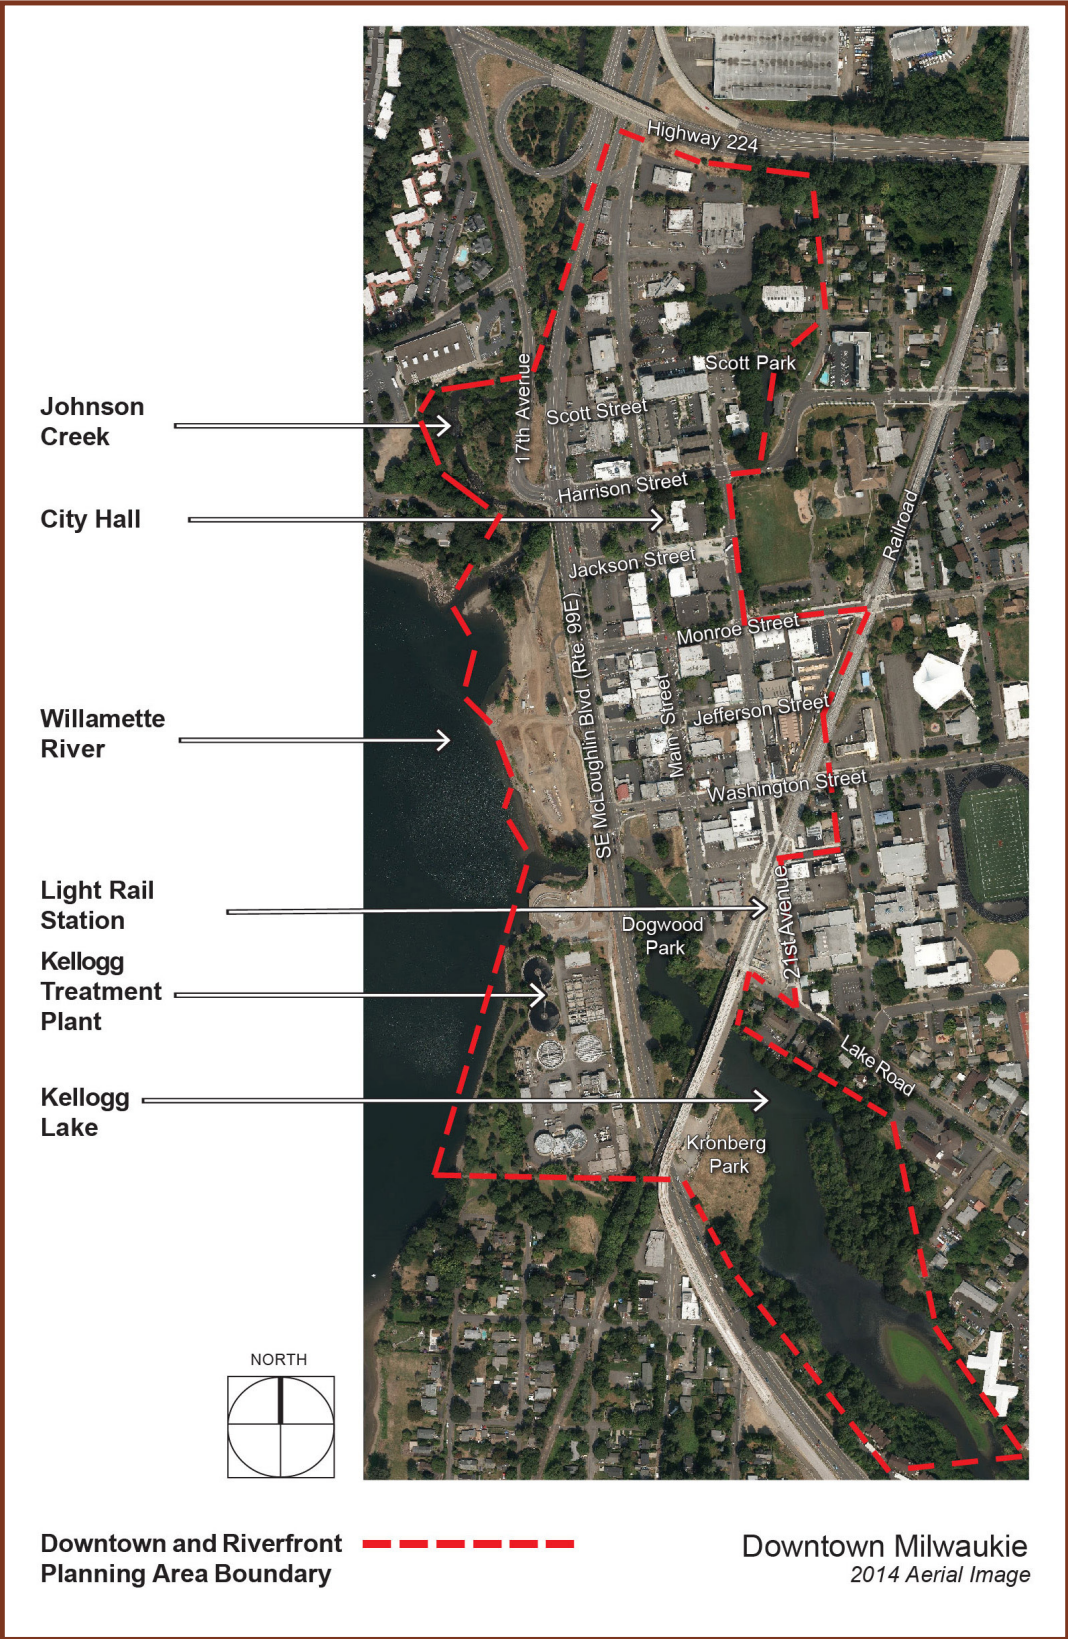 Highway 224
Scott Park
17th Avenue
Scott Street
Johnson
Creek
Harrison Street
City Hall
Railroad
Jackson Street
Monroe Street
SE McLoughlin Blvd. (Rte. 99E)
Main Street
Jefferson Street
Willamette
River
Washington Street
Light Rail
Station
21st Avenue
Dogwood
Park
Kellogg
Treatment
Plant
Lake Road
Kellogg
Lake
Kronberg
Park
NORTH
Downtown and Riverfront
Planning Area Boundary
Downtown Milwaukie
2014 Aerial Image